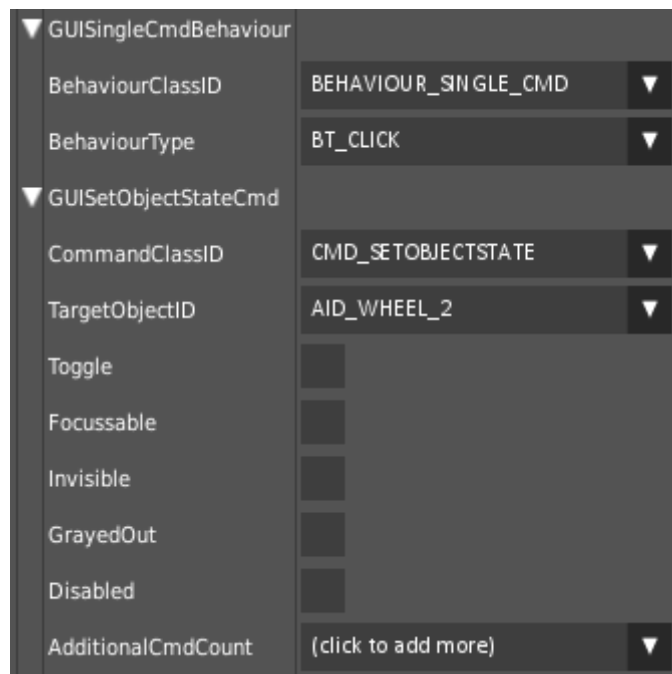 GUISingleCmdBehaviour
BehaviourClassID BEHAVIOUR_SINGLE_CMD
BehaviourType BT_CLICK
GUISetObjectStateCmd
CommandClassID CMD_SETOBJECTSTATE
TargetObjectID AID_WHEEL_2
Toggle
Focussable
Invisible
GrayedOut
Disabled
AdditionalCmdCount (click to add more)